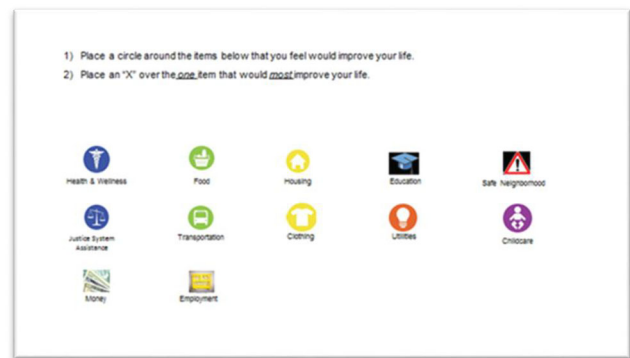 1) Place a circle around the items below that you feel would improve your life.
2) Place an "X" over the one item that would most improve your life.
Health & Wellness Food Housing Education Safe Neighborhood
Justice System Assistance Transportation Clothing Utilities Childcare
Money Employment